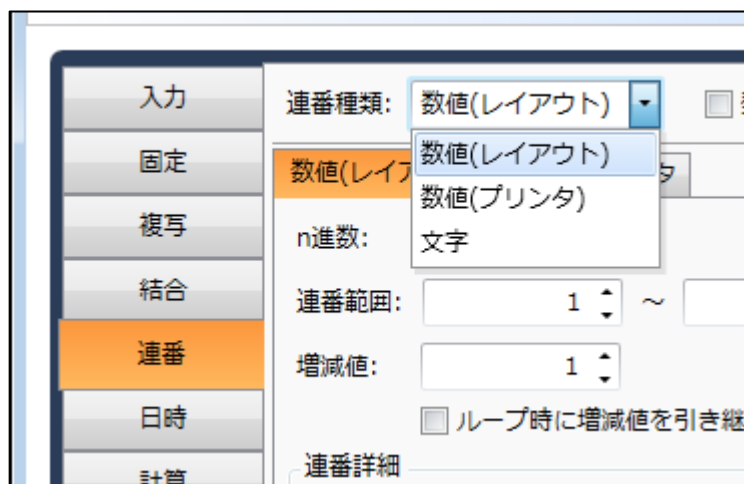 入力
固定
複写
結合
連番
日時
計算
連番種類: 数値(レイアウト)
数値(レイアウト)
数値(プリンタ)
文字
数値(レイア
タ
n進数:
連番範囲: 1 ～
増減値: 1
ループ時に増減値を引き継
連番詳細